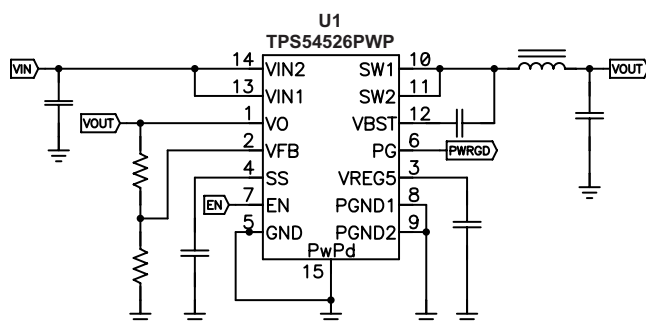 U1
TPS54526PWP
VIN
14 VIN2 SW1 10
VOUT
13 VIN1 SW2 11
VOUT 1 VO VBST 12
2 VFB PG 6 PWRGD
4 SS VREG5 3
EN 7 EN PGND1 8
5 GND PGND2 9
PwPd
15